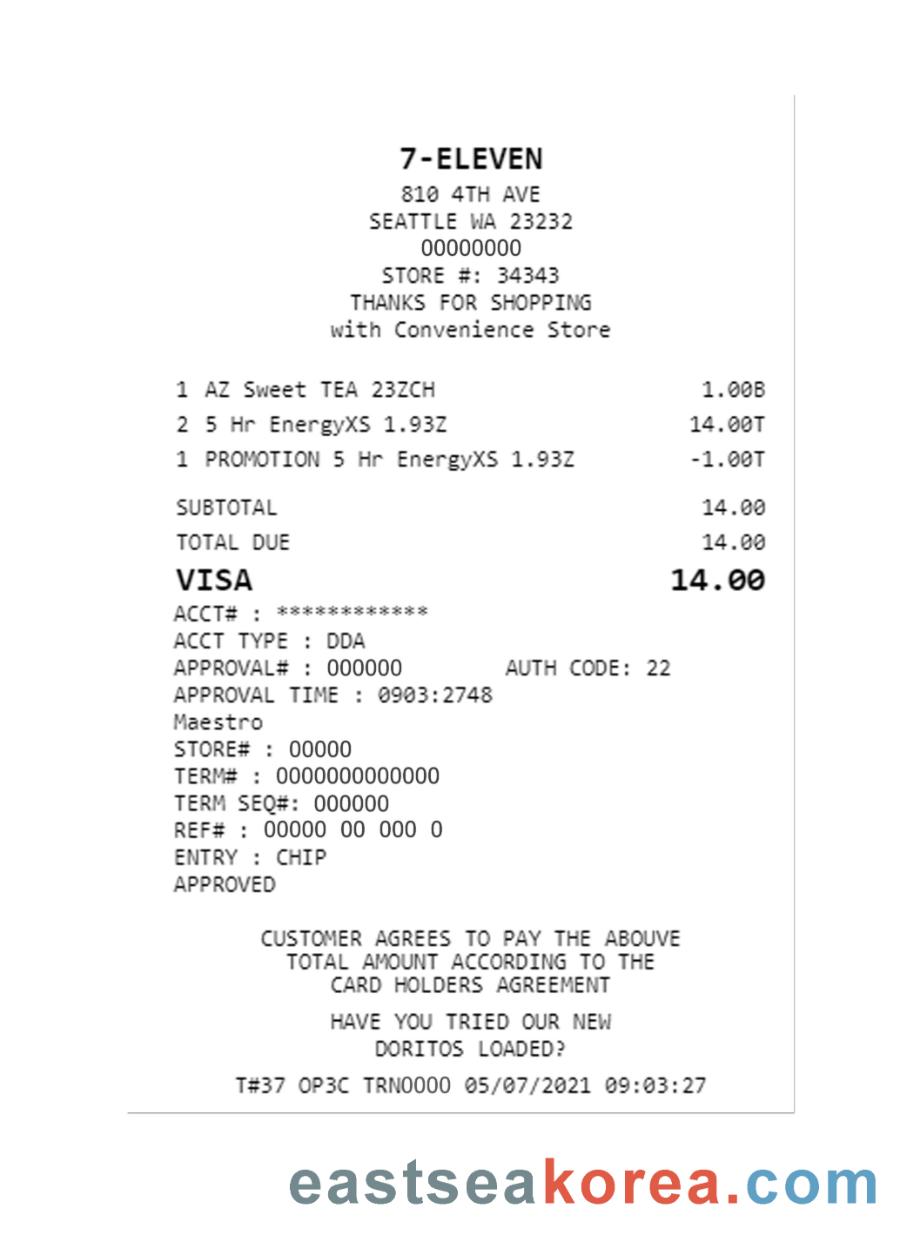 7-ELEVEN
810 4TH AVE
SEATTLE WA 23232
00000000
STORE #: 34343
THANKS FOR SHOPPING
with Convenience Store
1 AZ Sweet TEA 23ZCH 1.00B
2 5 Hr EnergyXS 1.93Z 14.00T
1 PROMOTION 5 Hr EnergyXS 1.93Z -1.00T
SUBTOTAL 14.00
TOTAL DUE 14.00
VISA 14.00
ACCT# : ************
ACCT TYPE : DDA
APPROVAL# : 000000 AUTH CODE: 22
APPROVAL TIME : 0903:2748
Maestro
STORE# : 00000
TERM# : 0000000000000
TERM SEQ#: 000000
REF# : 00000 00 000 0
ENTRY : CHIP
APPROVED
CUSTOMER AGREES TO PAY THE ABOUVE
TOTAL AMOUNT ACCORDING TO THE
CARD HOLDERS AGREEMENT
HAVE YOU TRIED OUR NEW
DORITOS LOADED?
T#37 OP3C TRN0000 05/07/2021 09:03:27
eastseakorea.com